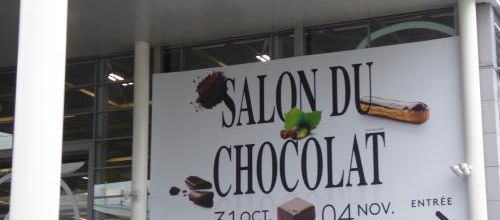 SALON DU
CHOCOLAT
31 OCT. 04 NOV.
ENTRÉE